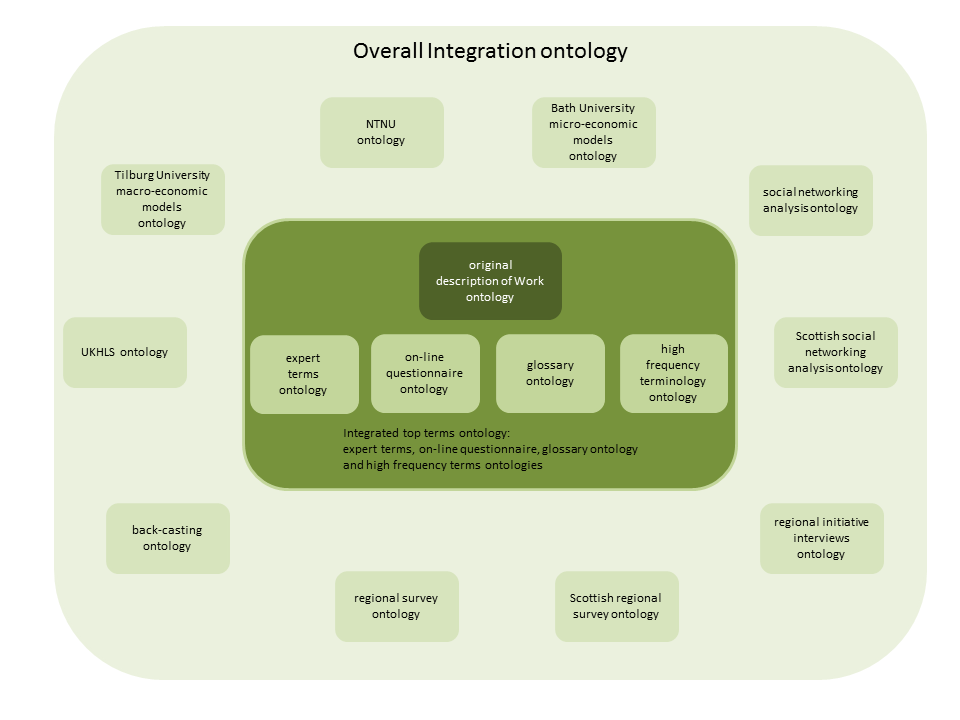 Overall Integration ontology
NTNU
ontology
Bath University
micro-economic
models
ontology
Tilburg University
macro-economic
models
ontology
social networking
analysis ontology
original
description of Work
ontology
UKHLS ontology
expert
terms
ontology
on-line
questionnaire
ontology
glossary
ontology
high
frequency
terminology
ontology
Scottish social
networking
analysis ontology
Integrated top terms ontology:
expert terms, on-line questionnaire, glossary ontology
and high frequency terms ontologies
back-casting
ontology
regional initiative
interviews
ontology
regional survey
ontology
Scottish regional
survey ontology